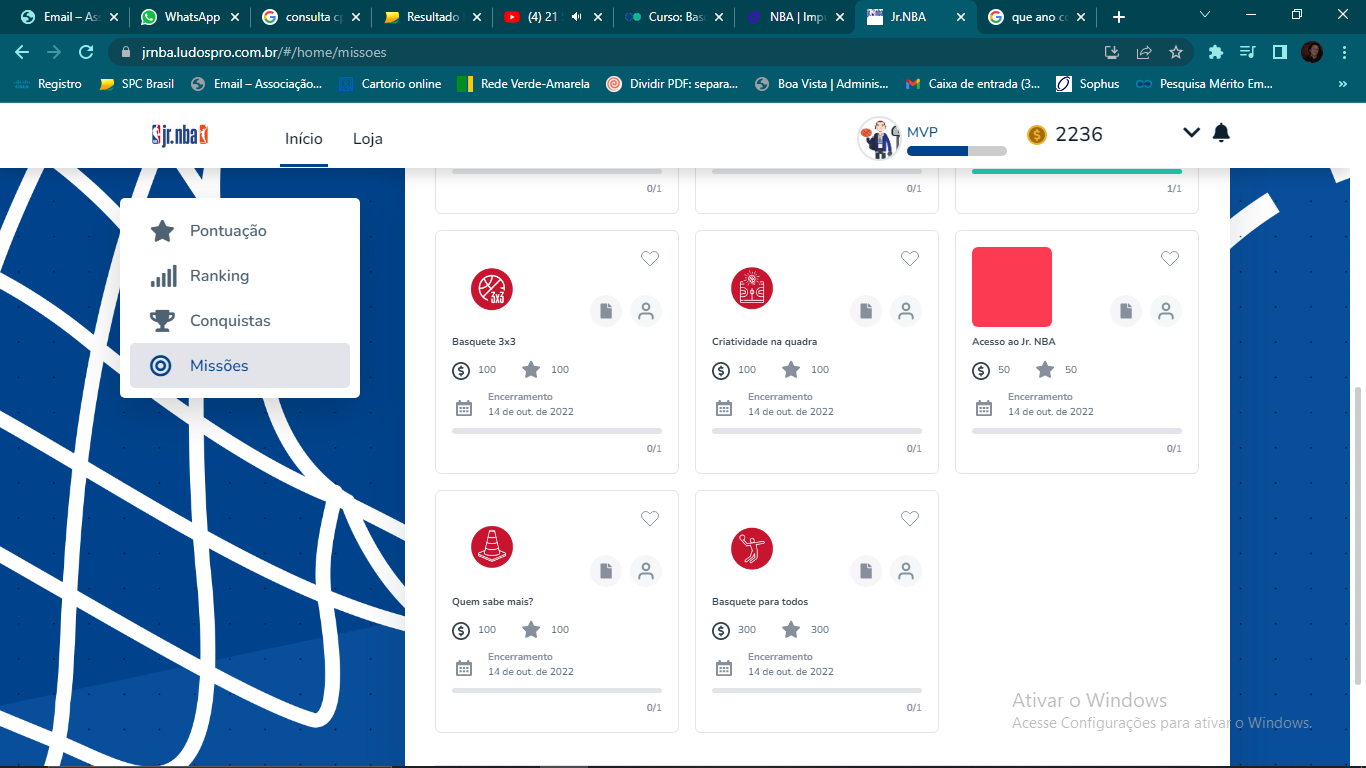 Email – Ass
WhatsApp
consulta cp
Resultado
(4) 21
Curso: Bas
NBA | Imp
Jr.NBA
que ano c
jrnba.ludospro.com.br/#/home/missoes
Registro
SPC Brasil
Email – Associação...
Cartorio online
Rede Verde-Amarela
Dividir PDF: separa...
Boa Vista | Adminis...
Caixa de entrada (3...
Sophus
Pesquisa Mérito Em...
»
jr.nba
Início
Loja
MVP
2236
Pontuação
Ranking
Conquistas
Missões
0/1
0/1
1/1
3x3
Basquete 3x3
100
100
Encerramento
14 de out. de 2022
0/1
Criatividade na quadra
100
100
Encerramento
14 de out. de 2022
0/1
Acesso ao Jr. NBA
50
50
Encerramento
14 de out. de 2022
0/1
Quem sabe mais?
100
100
Encerramento
14 de out. de 2022
0/1
Basquete para todos
300
300
Encerramento
14 de out. de 2022
0/1
Ativar o Windows
Acesse Configurações para ativar o Windows.